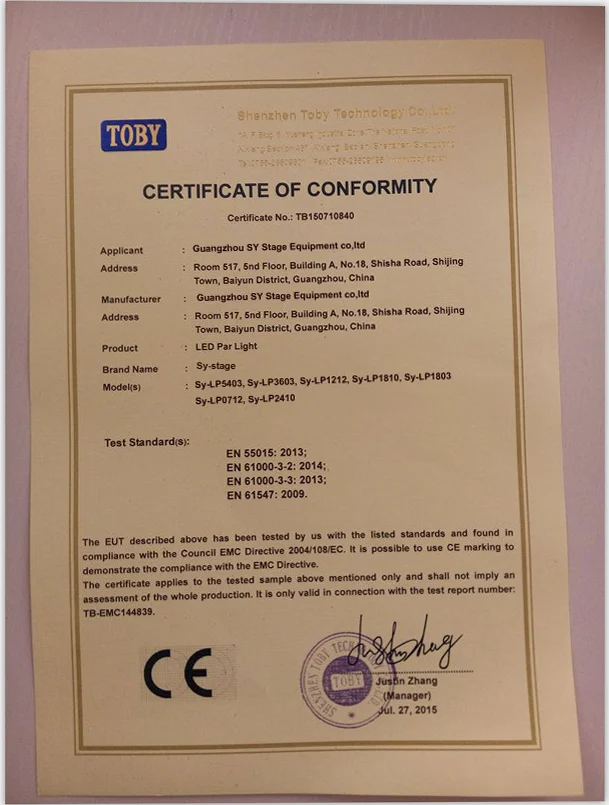 TOBY
Shenzhen Toby Technology Co.,Ltd.
CERTIFICATE OF CONFORMITY
Certificate No.: TB150710840
Applicant : Guangzhou SY Stage Equipment co,ltd
Address : Room 517, 5nd Floor, Building A, No.18, Shisha Road, Shijing
Town, Baiyun District, Guangzhou, China
Manufacturer : Guangzhou SY Stage Equipment co,ltd
Address : Room 517, 5nd Floor, Building A, No.18, Shisha Road, Shijing
Town, Baiyun District, Guangzhou, China
Product : LED Par Light
Brand Name : Sy-stage
Model(s) : Sy-LP5403, Sy-LP3603, Sy-LP1212, Sy-LP1810, Sy-LP1803
Sy-LP0712, Sy-LP2410
Test Standard(s):
EN 55015: 2013;
EN 61000-3-2: 2014;
EN 61000-3-3: 2013;
EN 61547: 2009.
The EUT described above has been tested by us with the listed standards and found in
compliance with the Council EMC Directive 2004/108/EC. It is possible to use CE marking to
demonstrate the compliance with the EMC Directive.
The certificate applies to the tested sample above mentioned only and shall not imply an
assessment of the whole production. It is only valid in connection with the test report number:
TB-EMC144839.
CE
SHENZHEN TOBY TECH
TOBY
Justin Zhang
(Manager)
Jul. 27, 2015